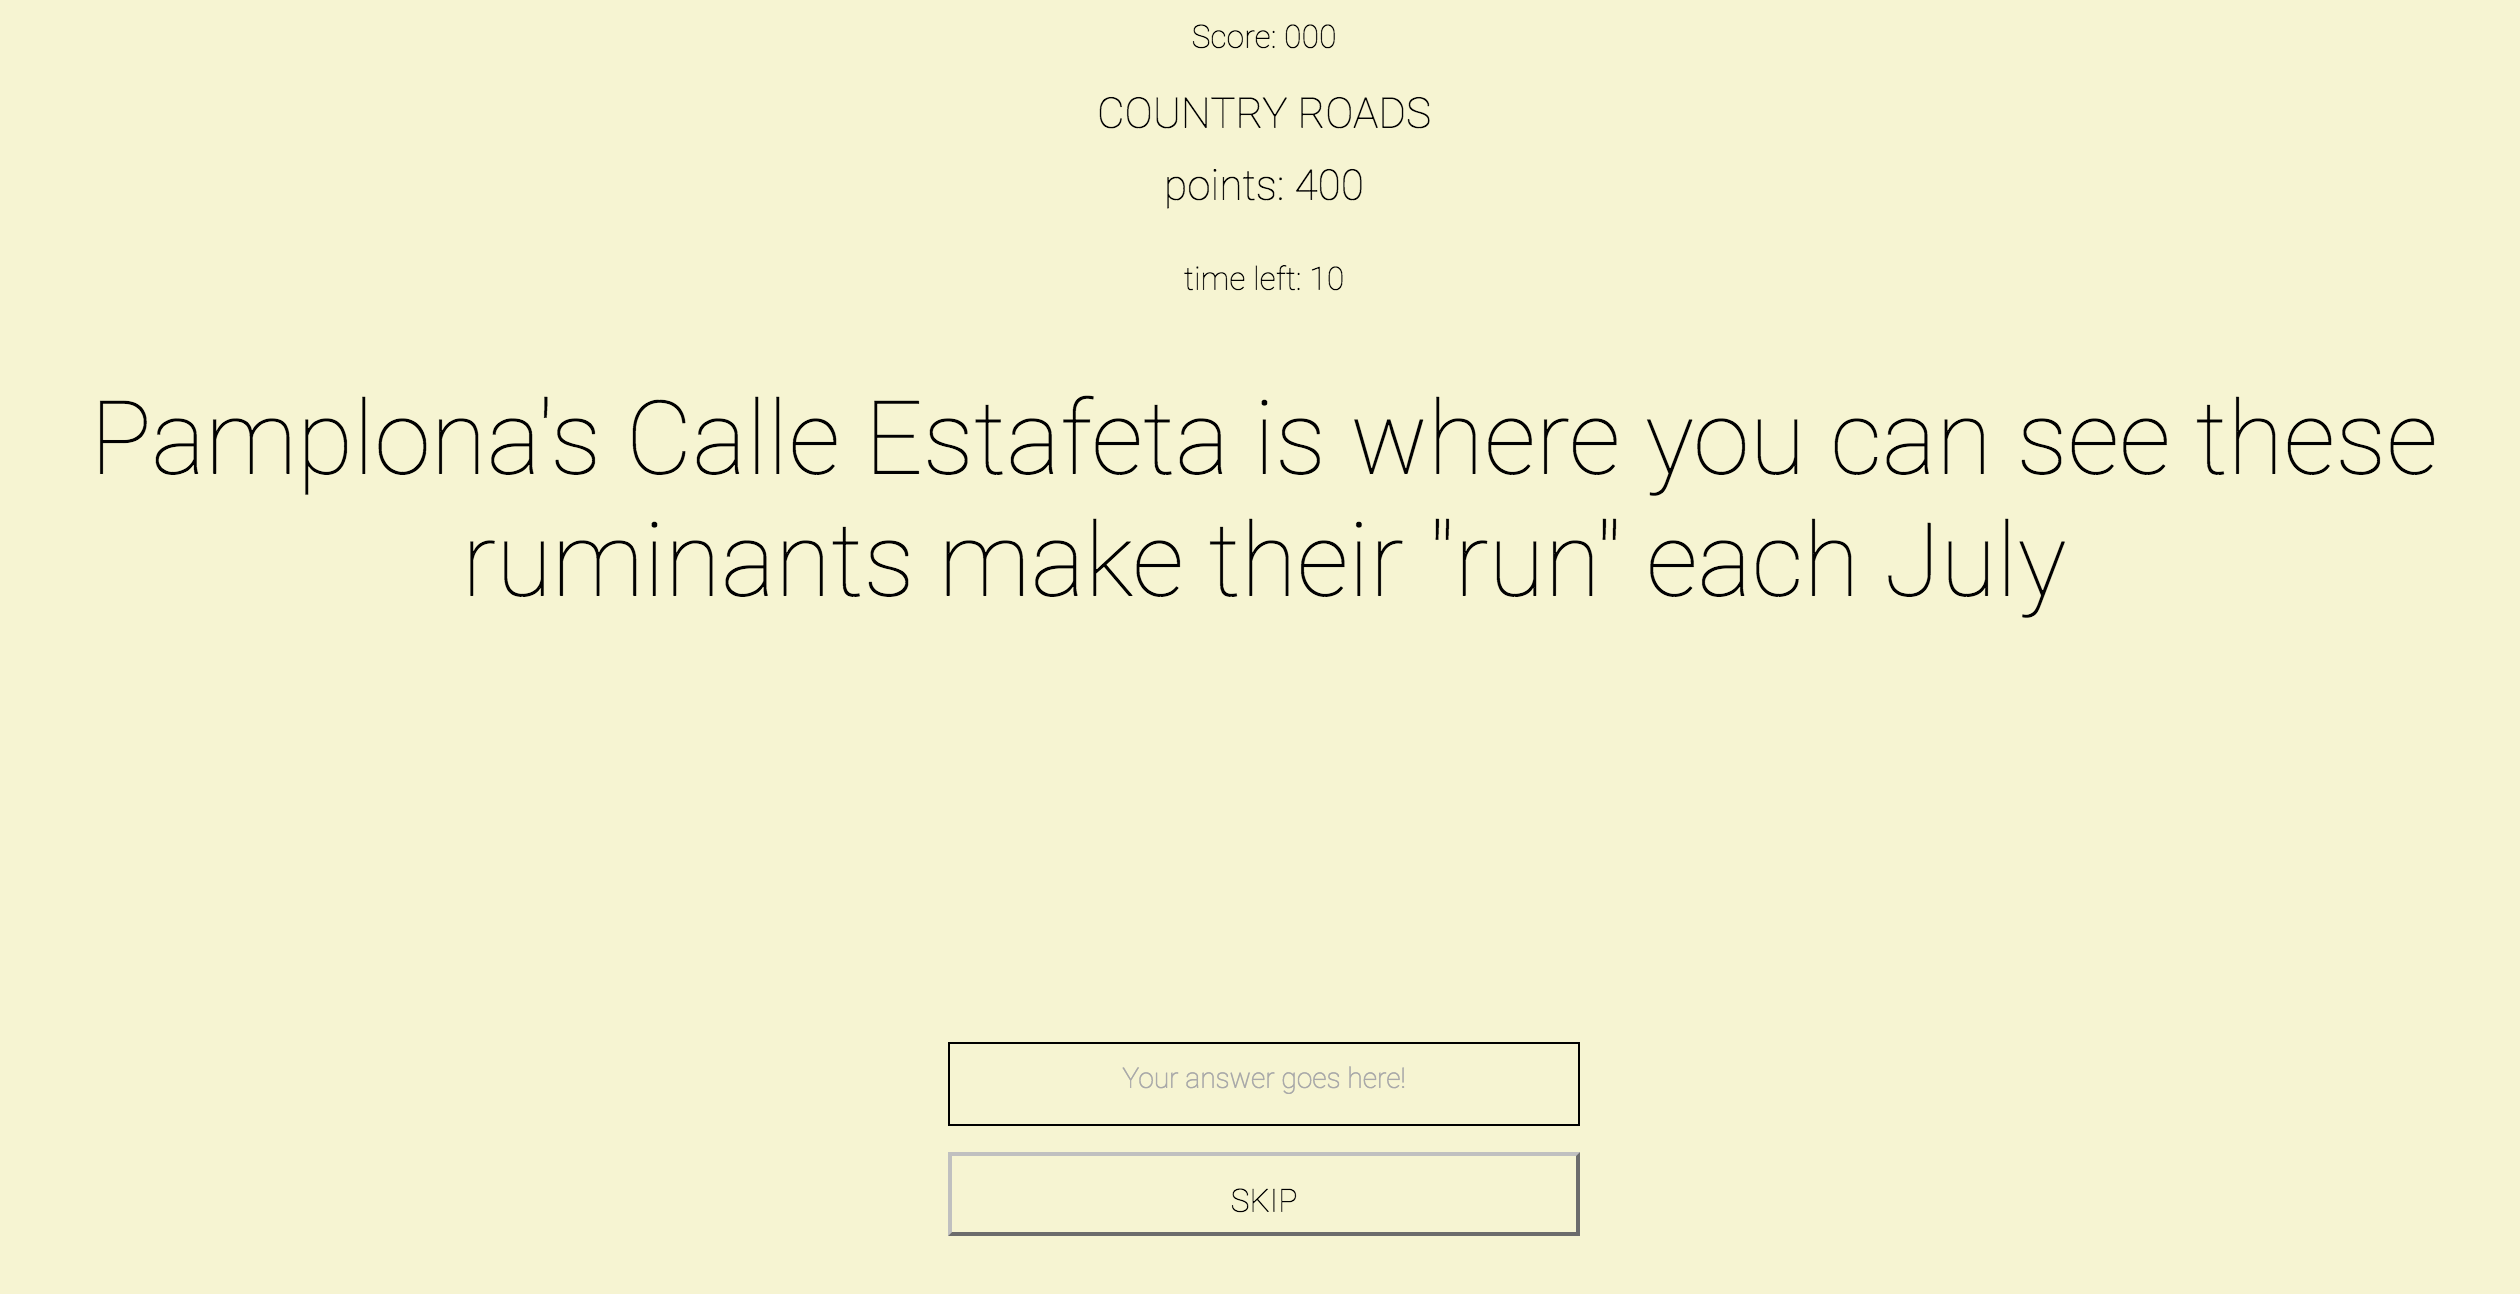 Score: 000
COUNTRY ROADS
points: 400
time left: 10
Pamplona's Calle Estafeta is where you can see these
ruminants make their "run" each July
Your answer goes here!
SKIP